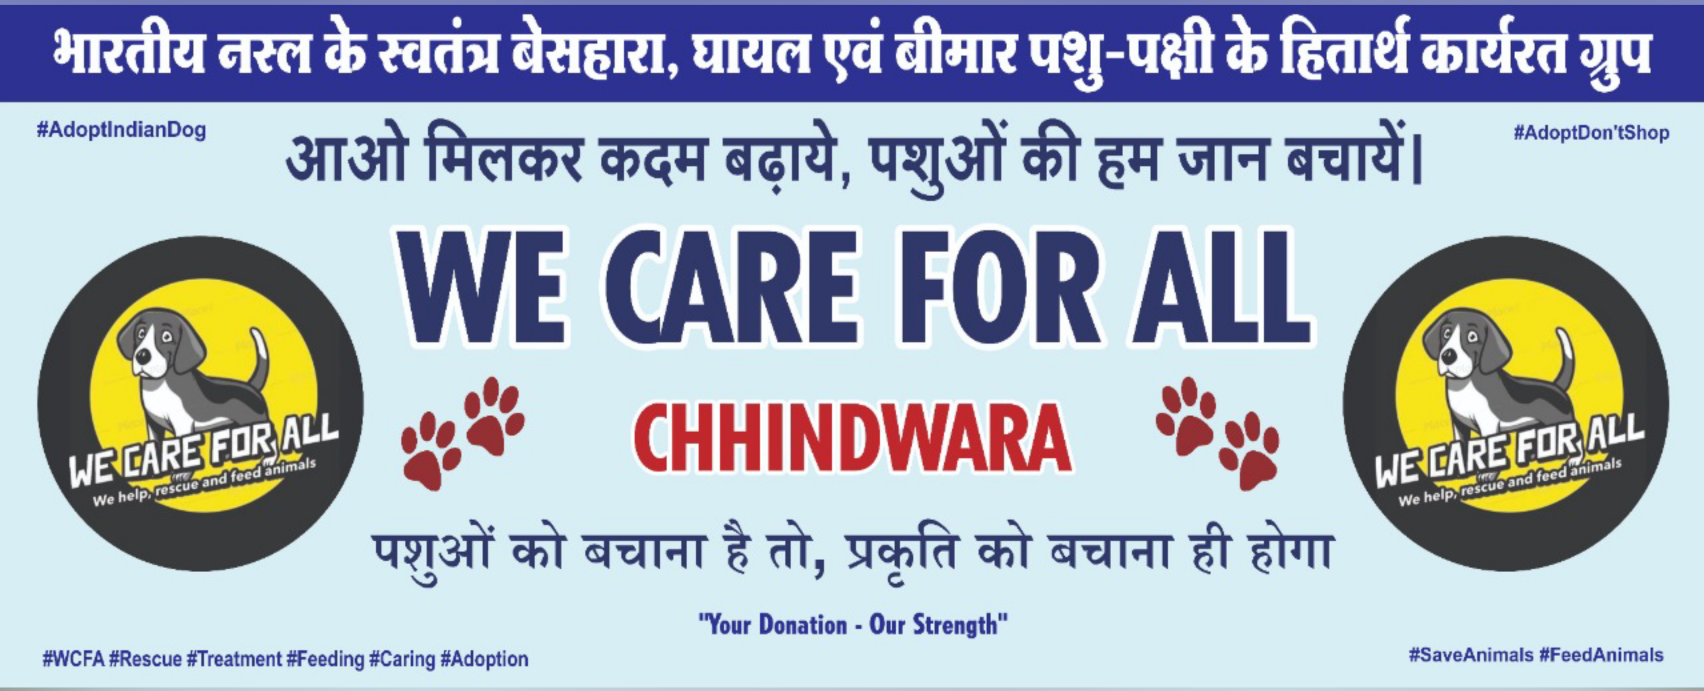 भारतीय नस्ल के स्वतंत्र बेसहारा, घायल एवं बीमार पशु-पक्षी के हितार्थ कार्यरत ग्रुप
#AdoptIndianDog
#AdoptDon'tShop
आओ मिलकर कदम बढ़ाये, पशुओं की हम जान बचायें|
WE CARE FOR ALL
CHHINDWARA
WE CARE FOR ALL
We help, rescue and feed animals
WE CARE FOR ALL
We help, rescue and feed animals
पशुओं को बचाना है तो, प्रकृति को बचाना ही होगा
"Your Donation - Our Strength"
#WCFA #Rescue #Treatment #Feeding #Caring #Adoption
#SaveAnimals #FeedAnimals